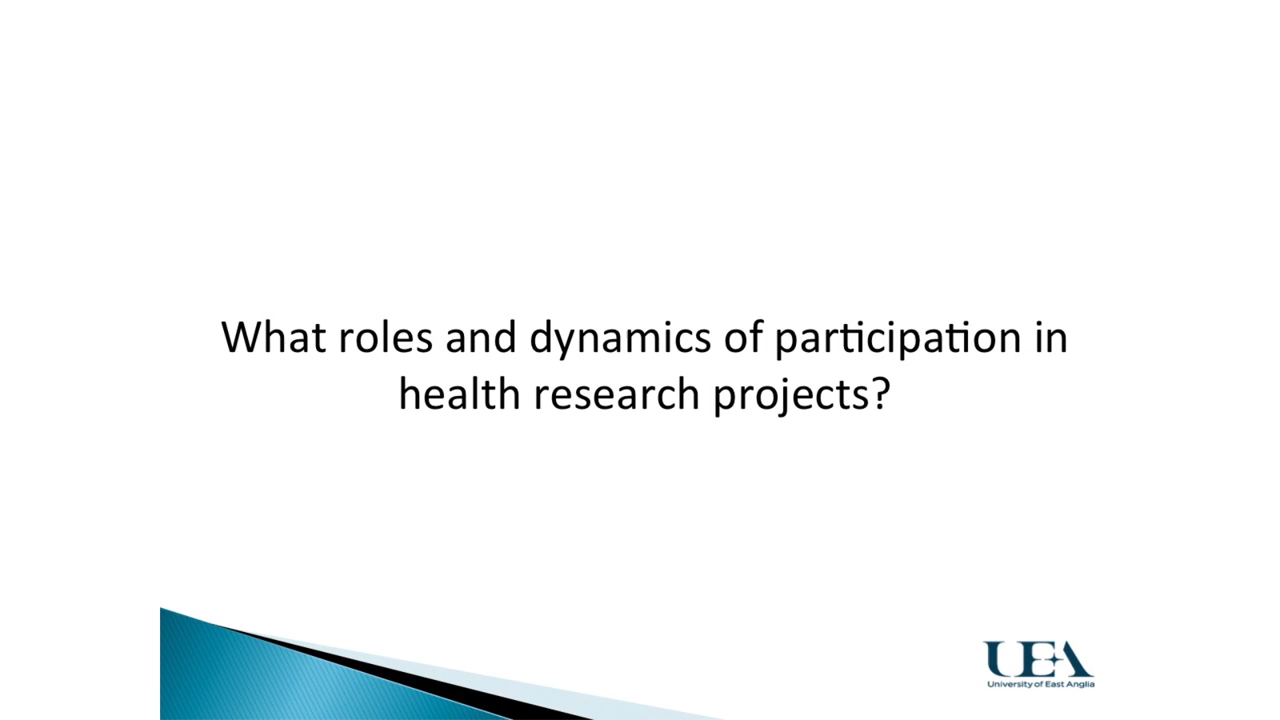 What roles and dynamics of participation in
health research projects?
UEA
University of East Anglia